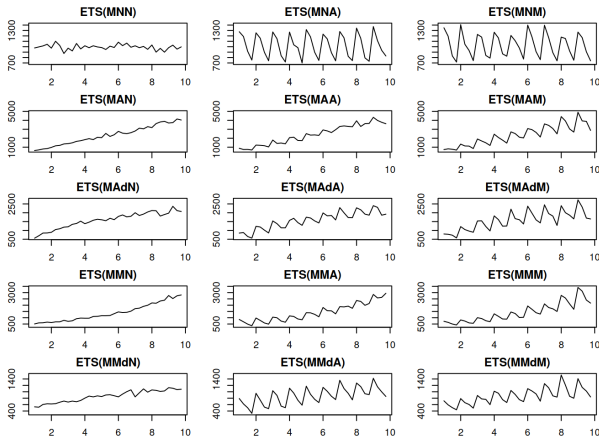 ETS(MNN) ETS(MNA) ETS(MNM)
700 1300 700 1300 700 1300
2 4 6 8 10 2 4 6 8 10 2 4 6 8 10
ETS(MAN) ETS(MAA) ETS(MAM)
1000 5000 1000 5000 1000 5000
2 4 6 8 10 2 4 6 8 10 2 4 6 8 10
ETS(MAdN) ETS(MAdA) ETS(MAdM)
500 2500 500 2500 500 2500
2 4 6 8 10 2 4 6 8 10 2 4 6 8 10
ETS(MMN) ETS(MMA) ETS(MMM)
500 3000 500 3000 500 3000
2 4 6 8 10 2 4 6 8 10 2 4 6 8 10
ETS(MMdN) ETS(MMdA) ETS(MMdM)
400 1400 400 1400 400 1400
2 4 6 8 10 2 4 6 8 10 2 4 6 8 10